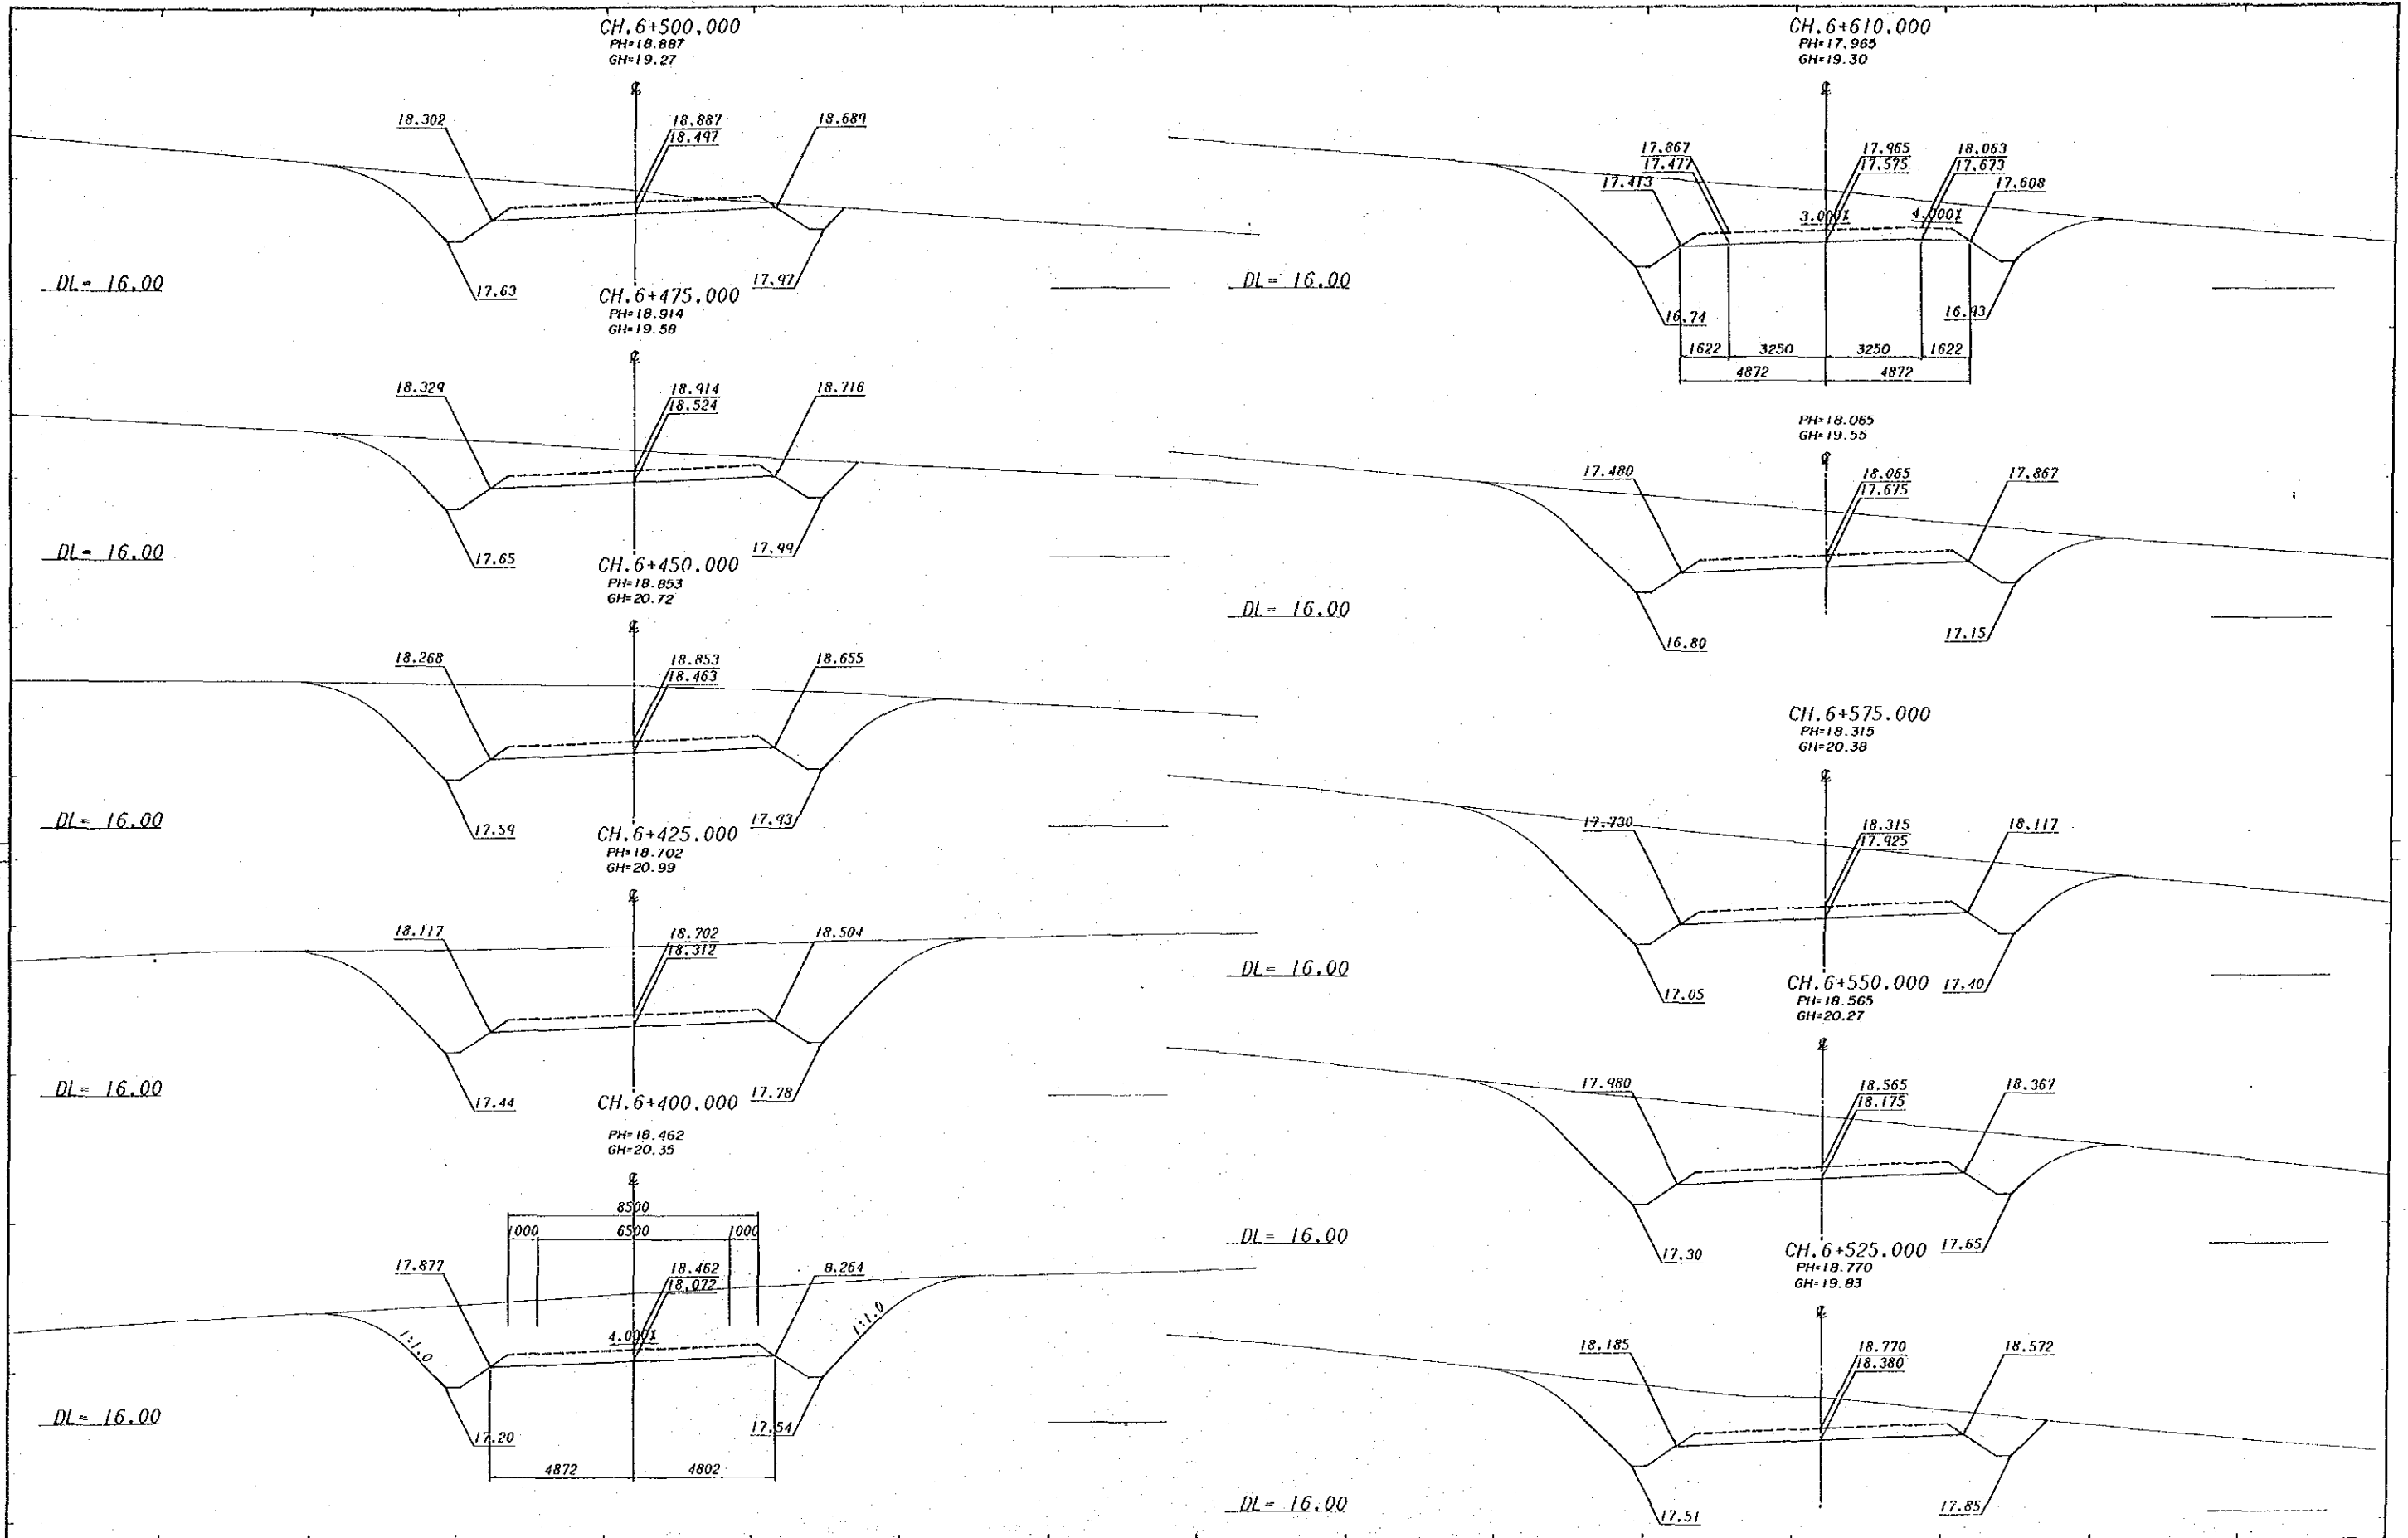 CH.6+500.000
PH=18.887
GH=19.27
18.302
18.887
18.497
18.689
DL= 16.00
17.63
17.97
CH.6+475.000
PH=18.914
GH=19.58
18.329
18.914
18.524
18.716
DL= 16.00
17.65
17.99
CH.6+450.000
PH=18.853
GH=20.72
18.268
18.853
18.463
18.655
DL= 16.00
17.59
17.93
CH.6+425.000
PH=18.702
GH=20.99
18.117
18.702
18.312
18.504
DL= 16.00
17.44
17.78
CH.6+400.000
PH=18.462
GH=20.35
8500
1000
6500
1000
17.877
18.462
18.072
8.264
1:1.0
4.000%
1:1.0
DL= 16.00
17.20
17.54
4872
4802
CH.6+610.000
PH=17.965
GH=19.30
17.867
17.477
17.413
17.965
17.575
18.063
17.673
17.608
3.000%
4.000%
DL= 16.00
16.74
16.93
1622
3250
3250
1622
4872
4872
PH=18.065
GH=19.55
17.480
18.065
17.675
17.867
DL= 16.00
16.80
17.15
CH.6+575.000
PH=18.315
GH=20.38
17.730
18.315
17.925
18.117
DL= 16.00
17.05
17.40
CH.6+550.000
PH=18.565
GH=20.27
17.980
18.565
18.175
18.367
DL= 16.00
17.30
17.65
CH.6+525.000
PH=18.770
GH=19.83
18.185
18.770
18.380
18.572
DL= 16.00
17.51
17.85